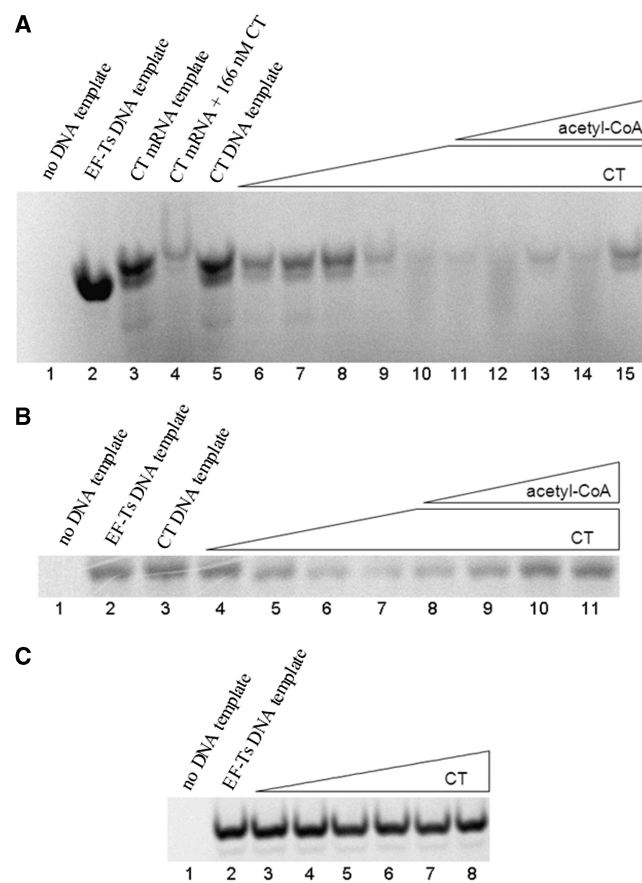 A
no DNA template
EF-Ts DNA template
CT mRNA template
CT mRNA + 166 nM CT
CT DNA template
acetyl-CoA
CT
1 2 3 4 5 6 7 8 9 10 11 12 13 14 15
B
no DNA template
EF-Ts DNA template
CT DNA template
acetyl-CoA
CT
1 2 3 4 5 6 7 8 9 10 11
C
no DNA template
EF-Ts DNA template
CT
1 2 3 4 5 6 7 8